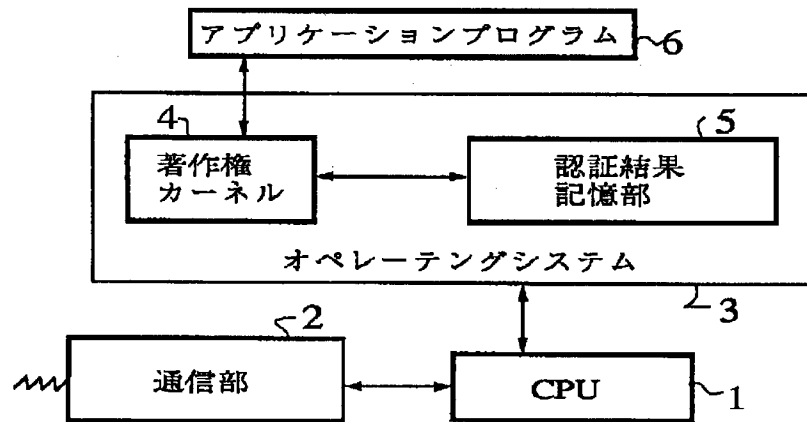 アプリケーションプログラム
6
4
5
著作権
カーネル
認証結果
記憶部
オペレーテングシステム
3
2
通信部
CPU
1